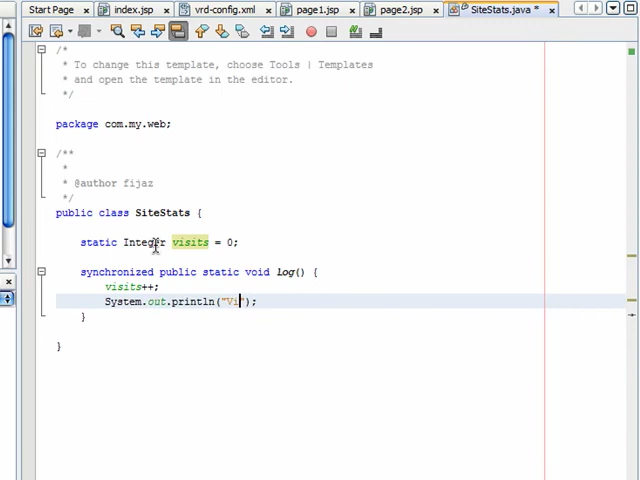 Start Page index.jsp vrd-config.xml page1.jsp page2.jsp SiteStats.java *
/*
* To change this template, choose Tools | Templates
* and open the template in the editor.
*/
package com.my.web;
/**
*
* @author fijaz
*/
public class SiteStats {
static Integer visits = 0;
synchronized public static void log() {
visits++;
System.out.println("Vi");
}
}